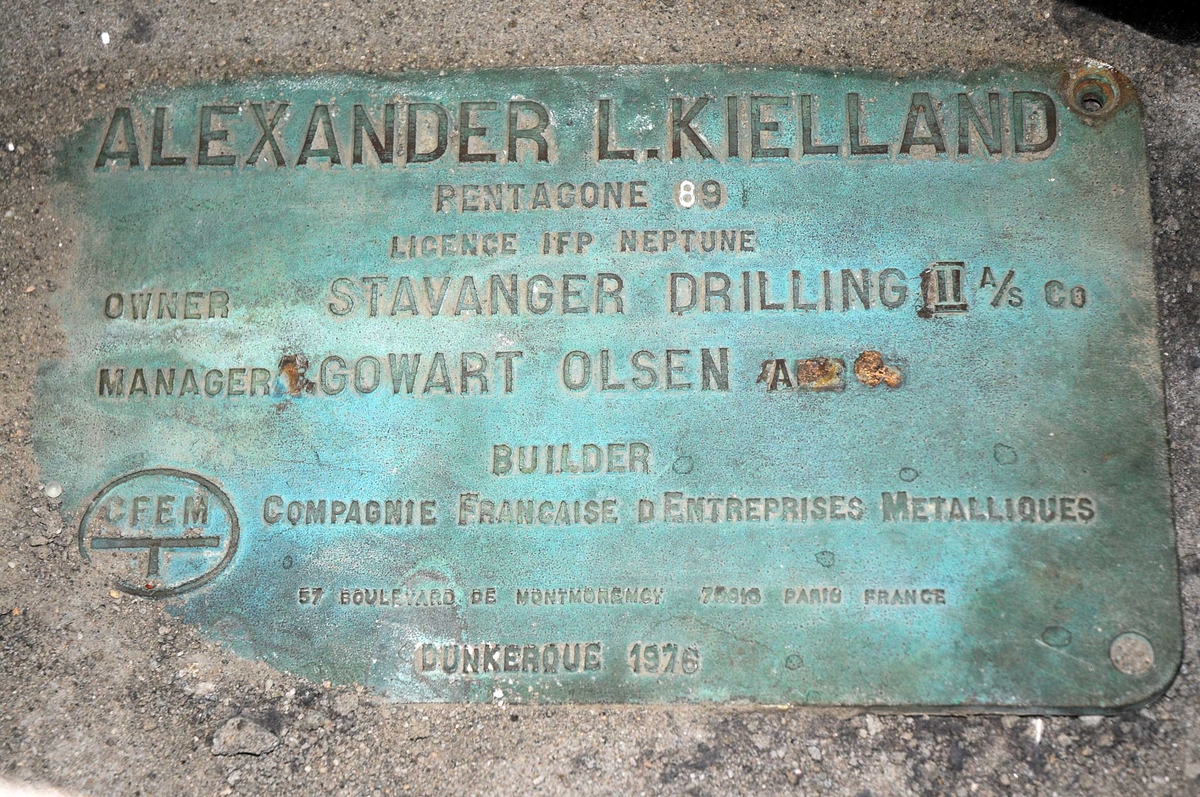 ALEXANDER L.KIELLAND
PENTAGONE 89
LICENCE IFP NEPTUNE
OWNER STAVANGER DRILLING II A/S Co
MANAGER GOWART OLSEN A
BUILDER
CFEM
COMPAGNIE FRANCAISE D ENTREPRISES METALLIQUES
57 BOULEVARD DE MONTMORENCY PARIS FRANCE
DUNKERQUE 1976